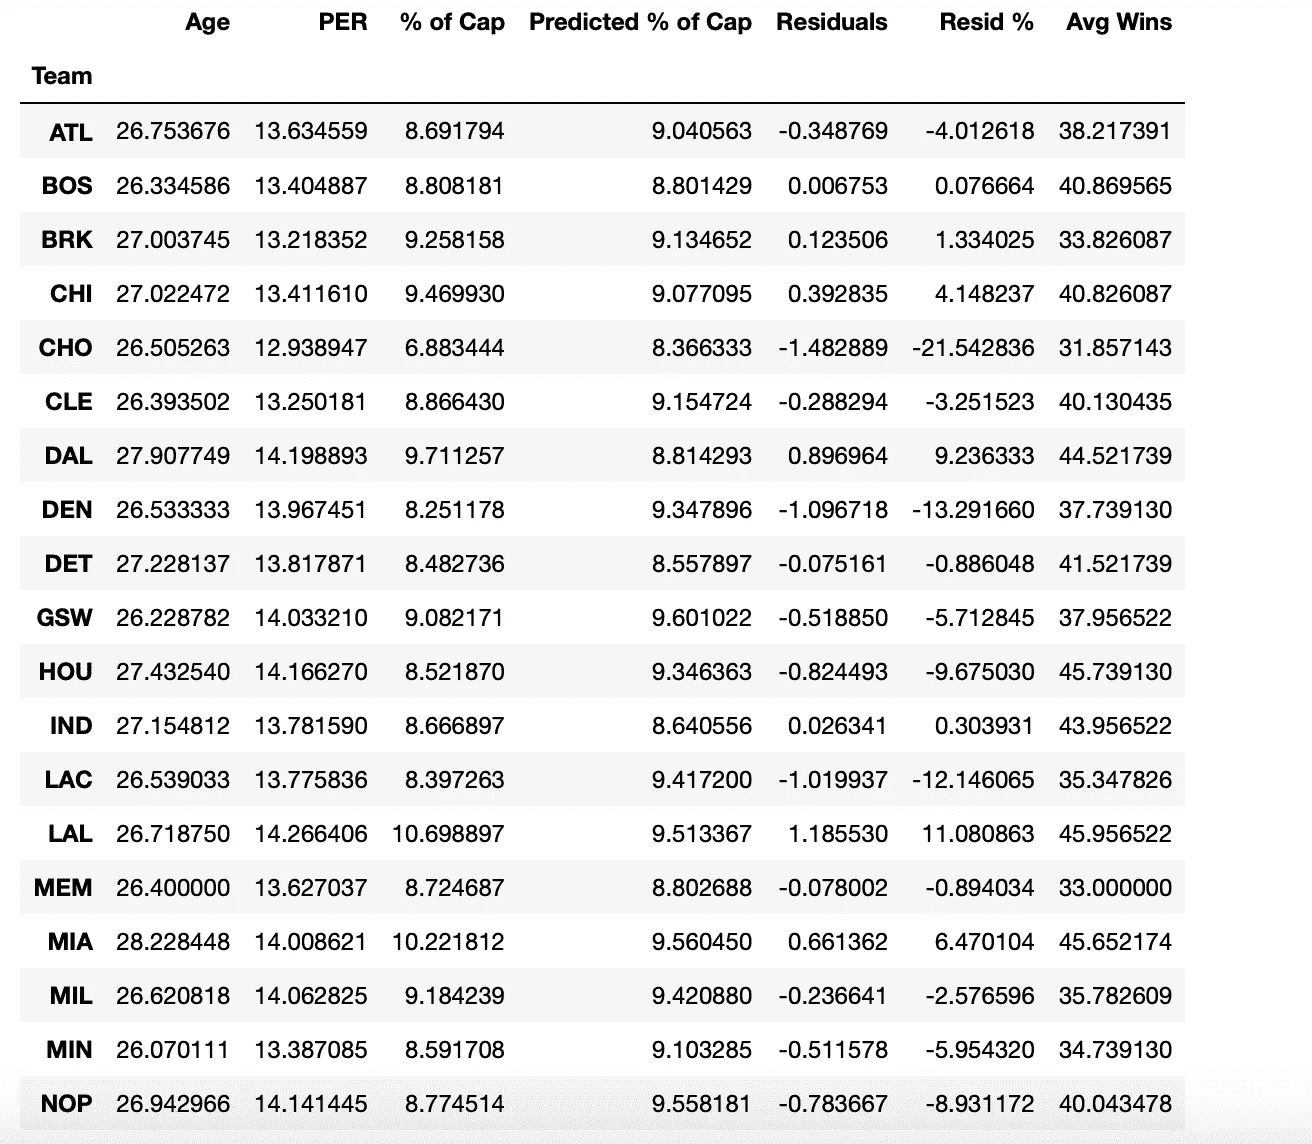 Age PER % of Cap Predicted % of Cap Residuals Resid % Avg Wins
Team
ATL 26.753676 13.634559 8.691794 9.040563 -0.348769 -4.012618 38.217391
BOS 26.334586 13.404887 8.808181 8.801429 0.006753 0.076664 40.869565
BRK 27.003745 13.218352 9.258158 9.134652 0.123506 1.334025 33.826087
CHI 27.022472 13.411610 9.469930 9.077095 0.392835 4.148237 40.826087
CHO 26.505263 12.938947 6.883444 8.366333 -1.482889 -21.542836 31.857143
CLE 26.393502 13.250181 8.866430 9.154724 -0.288294 -3.251523 40.130435
DAL 27.907749 14.198893 9.711257 8.814293 0.896964 9.236333 44.521739
DEN 26.533333 13.967451 8.251178 9.347896 -1.096718 -13.291660 37.739130
DET 27.228137 13.817871 8.482736 8.557897 -0.075161 -0.886048 41.521739
GSW 26.228782 14.033210 9.082171 9.601022 -0.518850 -5.712845 37.956522
HOU 27.432540 14.166270 8.521870 9.346363 -0.824493 -9.675030 45.739130
IND 27.154812 13.781590 8.666897 8.640556 0.026341 0.303931 43.956522
LAC 26.539033 13.775836 8.397263 9.417200 -1.019937 -12.146065 35.347826
LAL 26.718750 14.266406 10.698897 9.513367 1.185530 11.080863 45.956522
MEM 26.400000 13.627037 8.724687 8.802688 -0.078002 -0.894034 33.000000
MIA 28.228448 14.008621 10.221812 9.560450 0.661362 6.470104 45.652174
MIL 26.620818 14.062825 9.184239 9.420880 -0.236641 -2.576596 35.782609
MIN 26.070111 13.387085 8.591708 9.103285 -0.511578 -5.954320 34.739130
NOP 26.942966 14.141445 8.774514 9.558181 -0.783667 -8.931172 40.043478